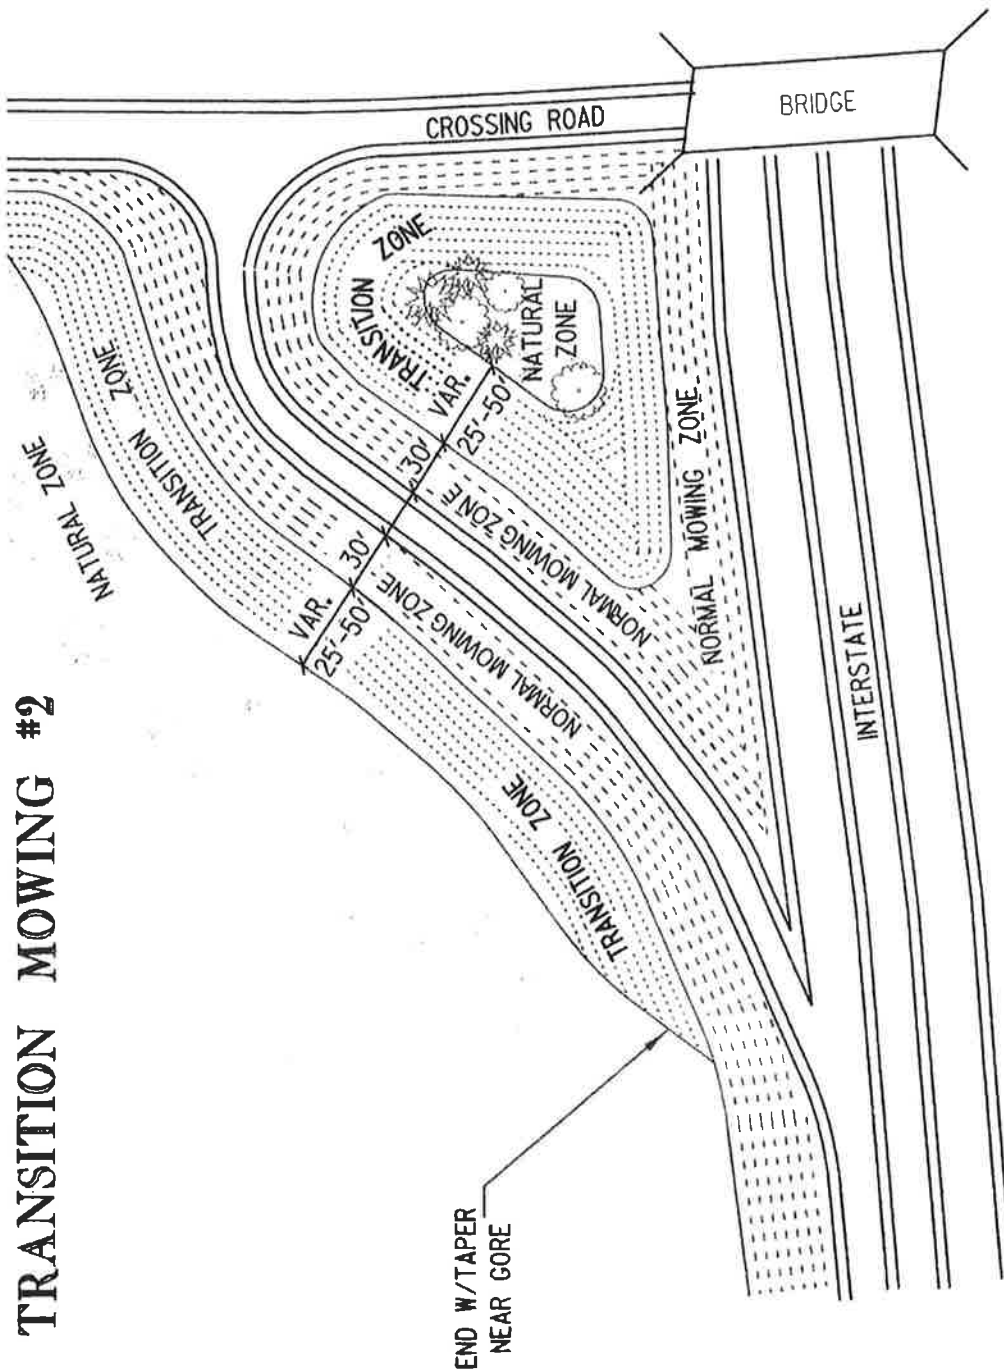 TRANSITION MOWING #2
NATURAL ZONE
TRANSITION ZONE
VAR.
25'-50'
30'
NORMAL MOWING ZONE
TRANSITION ZONE
END W/TAPER
NEAR GORE
CROSSING ROAD
BRIDGE
TRANSITION ZONE
NATURAL
ZONE
VAR.
25'-50'
30'
NORMAL MOWING ZONE
NORMAL MOWING ZONE
INTERSTATE